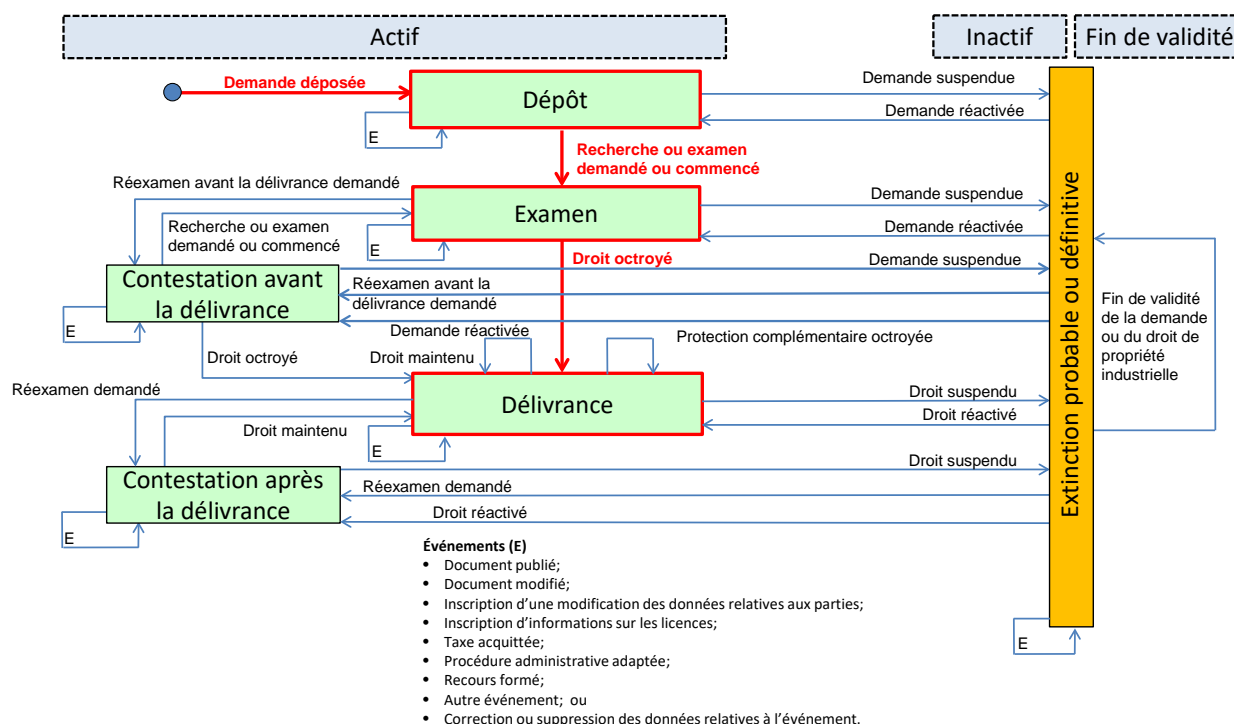 Actif
Inactif
Fin de validité
Demande déposée
Dépôt
Demande suspendue
Demande réactivée
E
Recherche ou examen
demandé ou commencé
Réexamen avant la délivrance demandé
Examen
Demande suspendue
Demande réactivée
Recherche ou examen
demandé ou commencé
E
Droit octroyé
Demande suspendue
Contestation avant
la délivrance
Réexamen avant la
délivrance demandé
E
Demande réactivée
Protection complémentaire octroyée
Droit octroyé
Droit maintenu
Fin de validité
de la demande
ou du droit de
propriété
industrielle
Extinction probable ou définitive
Réexamen demandé
Délivrance
Droit suspendu
Droit réactivé
Droit maintenu
E
Droit suspendu
Contestation après
la délivrance
Réexamen demandé
Droit réactivé
E
Événements (E)
• Document publié;
• Document modifié;
• Inscription d’une modification des données relatives aux parties;
• Inscription d’informations sur les licences;
• Taxe acquittée;
• Procédure administrative adaptée;
• Recours formé;
• Autre événement; ou
• Correction ou suppression des données relatives à l’événement.
E